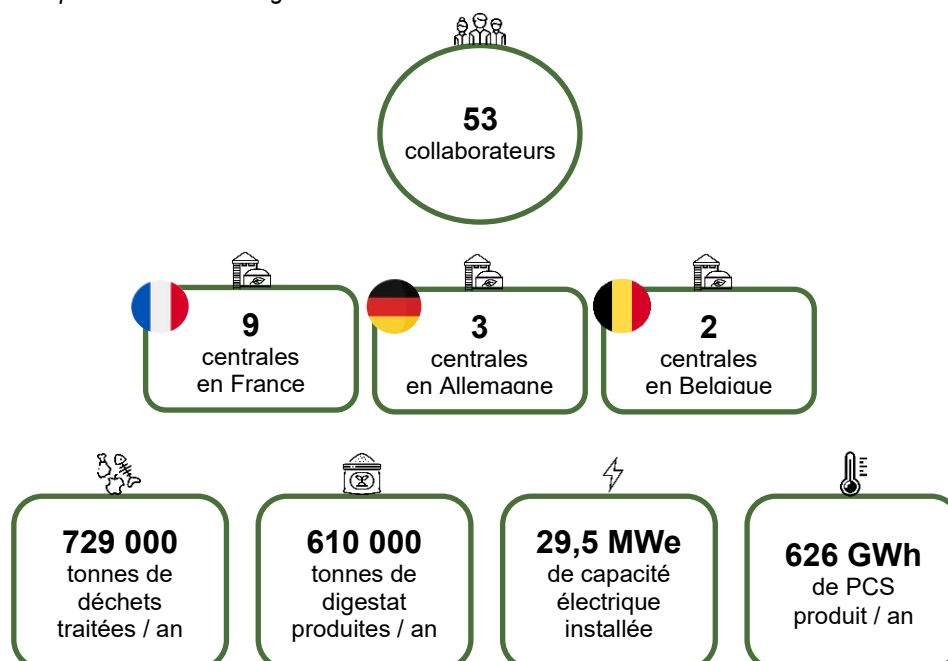 53
collaborateurs
9
centrales
en France
3
centrales
en Allemagne
2
centrales
en Belgique
729 000
tonnes de
déchets
traitées / an
610 000
tonnes de
digestat
produites / an
29,5 MWe
de capacité
électrique
installée
626 GWh
de PCS
produit / an